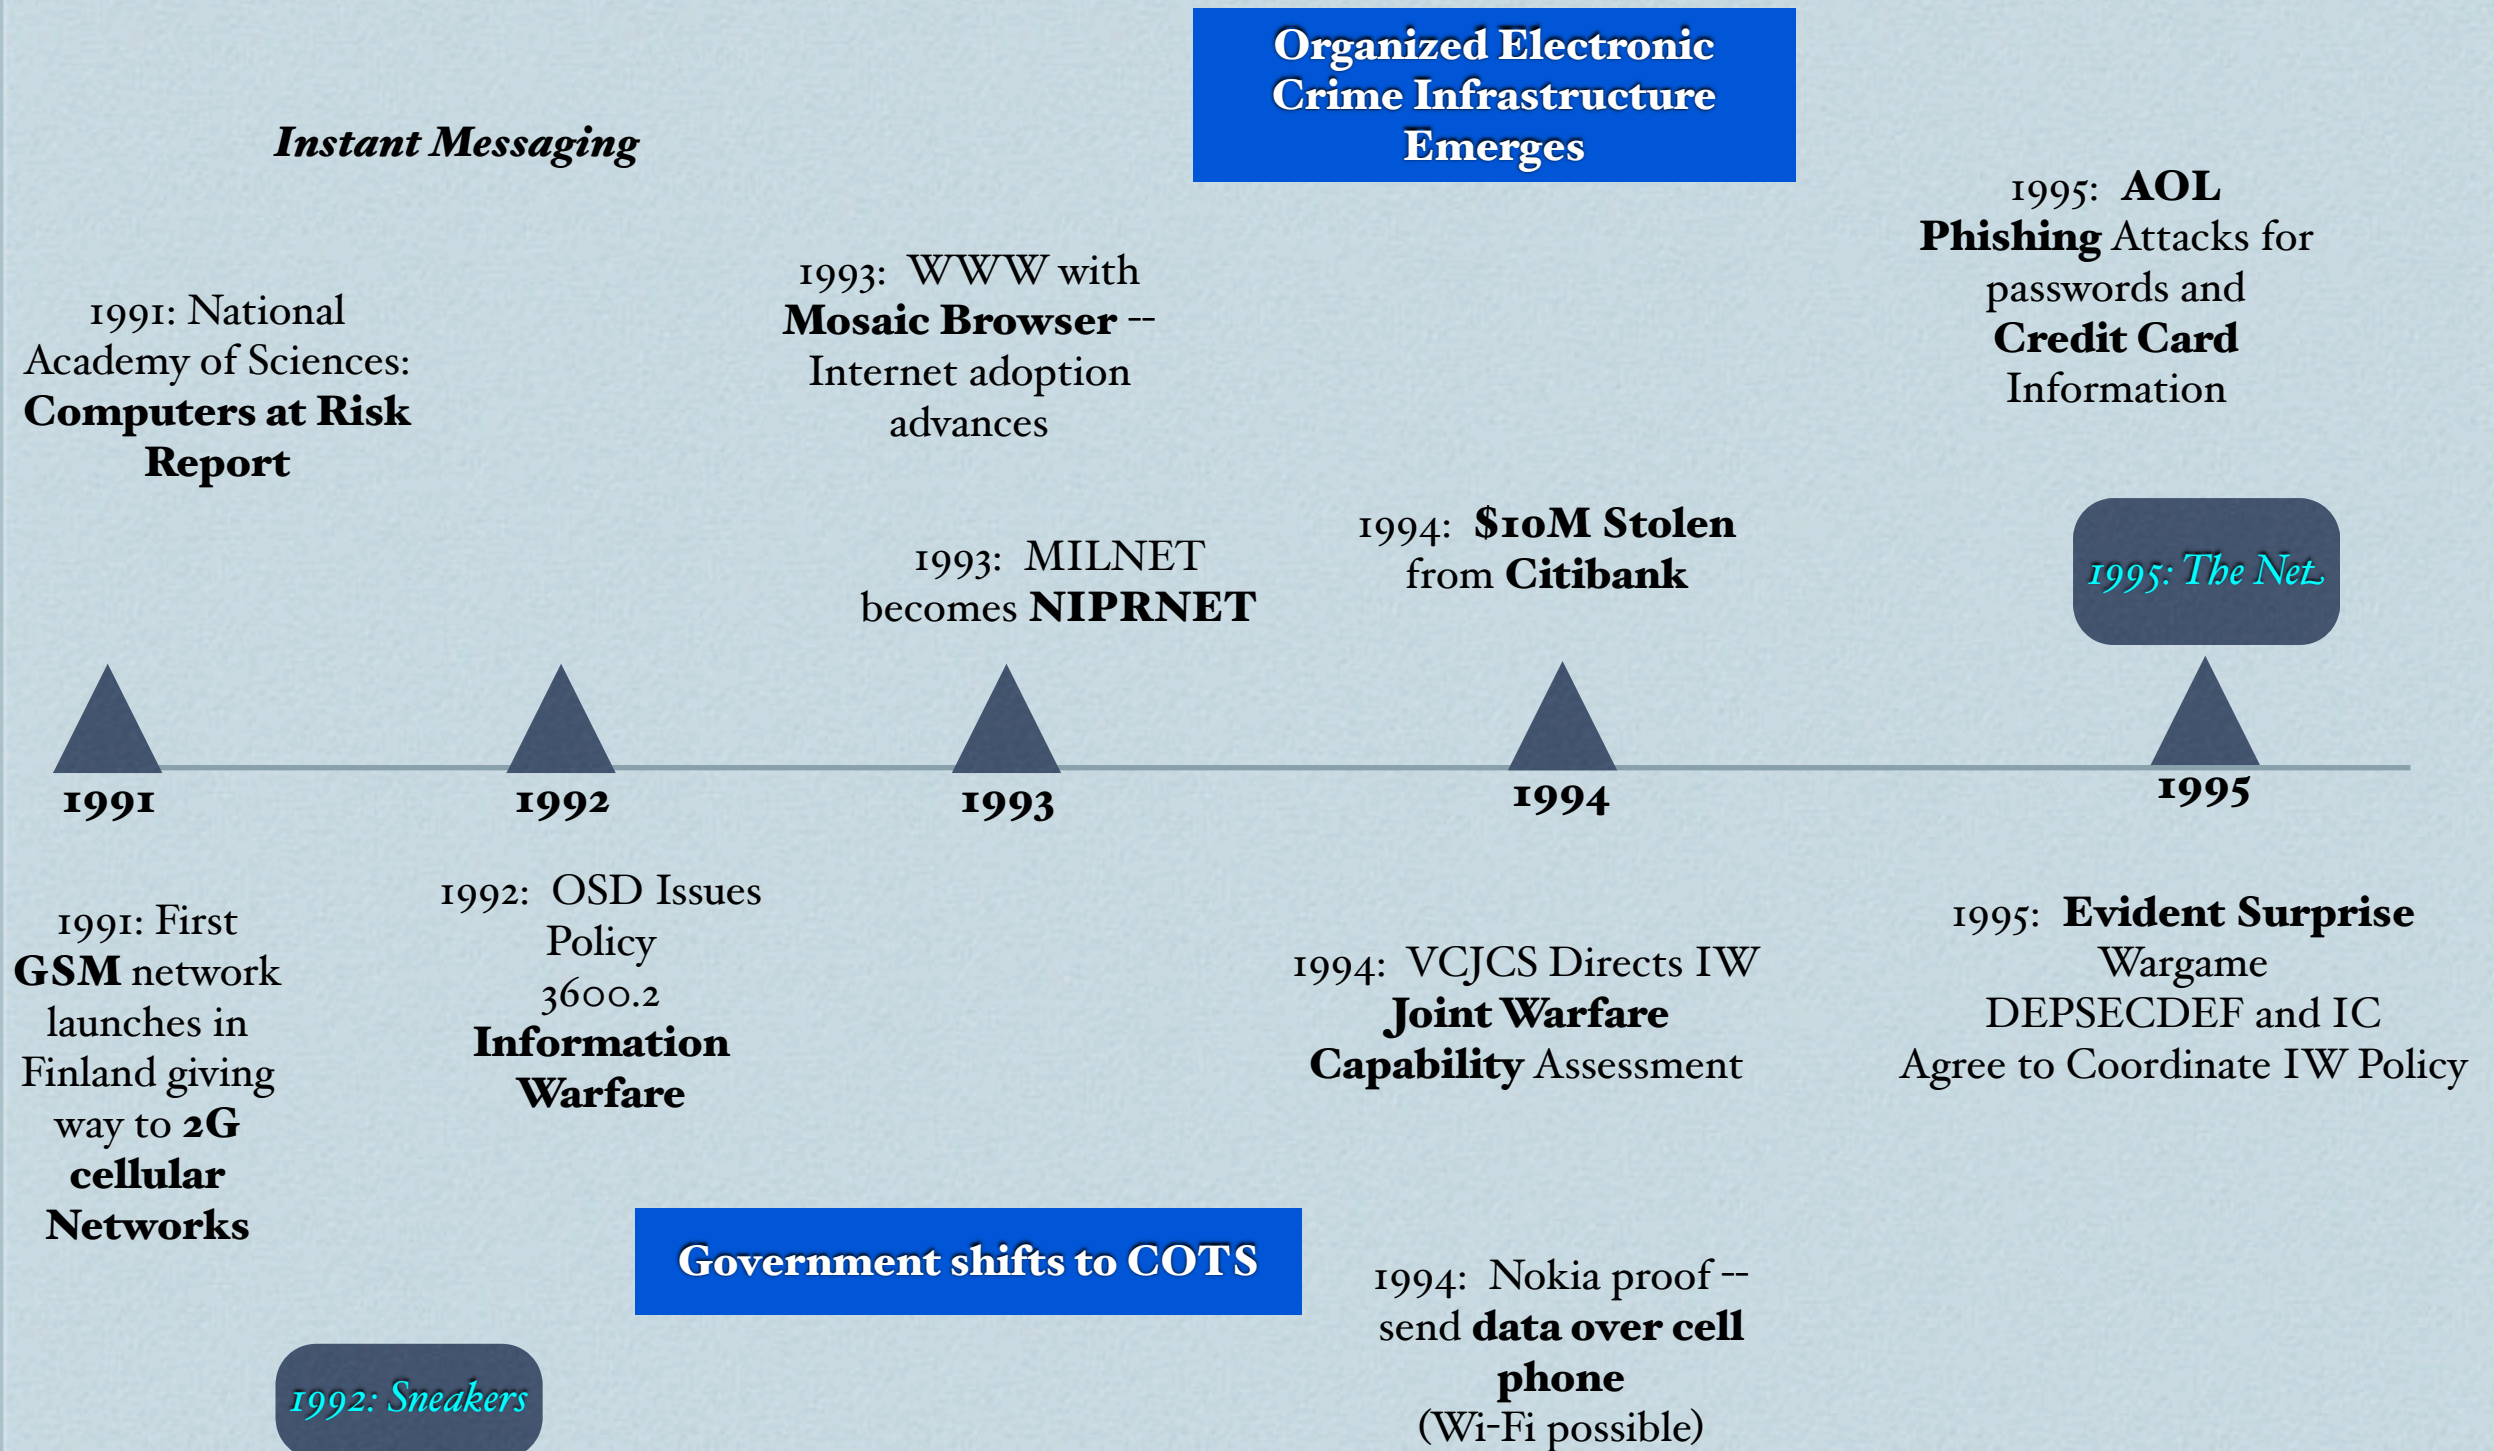 Organized Electronic
Crime Infrastructure
Emerges
Instant Messaging
1991: National
Academy of Sciences:
Computers at Risk
Report
1993: WWW with
Mosaic Browser --
Internet adoption
advances
1993: MILNET
becomes NIPRNET
1994: $10M Stolen
from Citibank
1995: AOL
Phishing Attacks for
passwords and
Credit Card
Information
1995: The Net
1991
1992
1993
1994
1995
1991: First
GSM network
launches in
Finland giving
way to 2G
cellular
Networks
1992: OSD Issues
Policy
3600.2
Information
Warfare
1994: VCJCS Directs IW
Joint Warfare
Capability Assessment
1995: Evident Surprise
Wargame
DEPSECDEF and IC
Agree to Coordinate IW Policy
Government shifts to COTS
1992: Sneakers
1994: Nokia proof --
send data over cell
phone
(Wi-Fi possible)